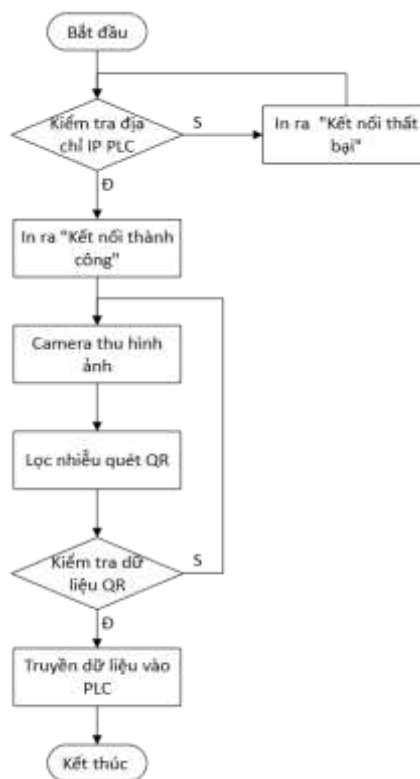 Bắt đầu
Kiểm tra địa
chỉ IP PLC
S
In ra "Kết nối thất
bại"
Đ
In ra "Kết nối thành
công"
Camera thu hình
ảnh
Lọc nhiễu quét QR
Kiểm tra dữ
liệu QR
S
Đ
Truyền dữ liệu vào
PLC
Kết thúc